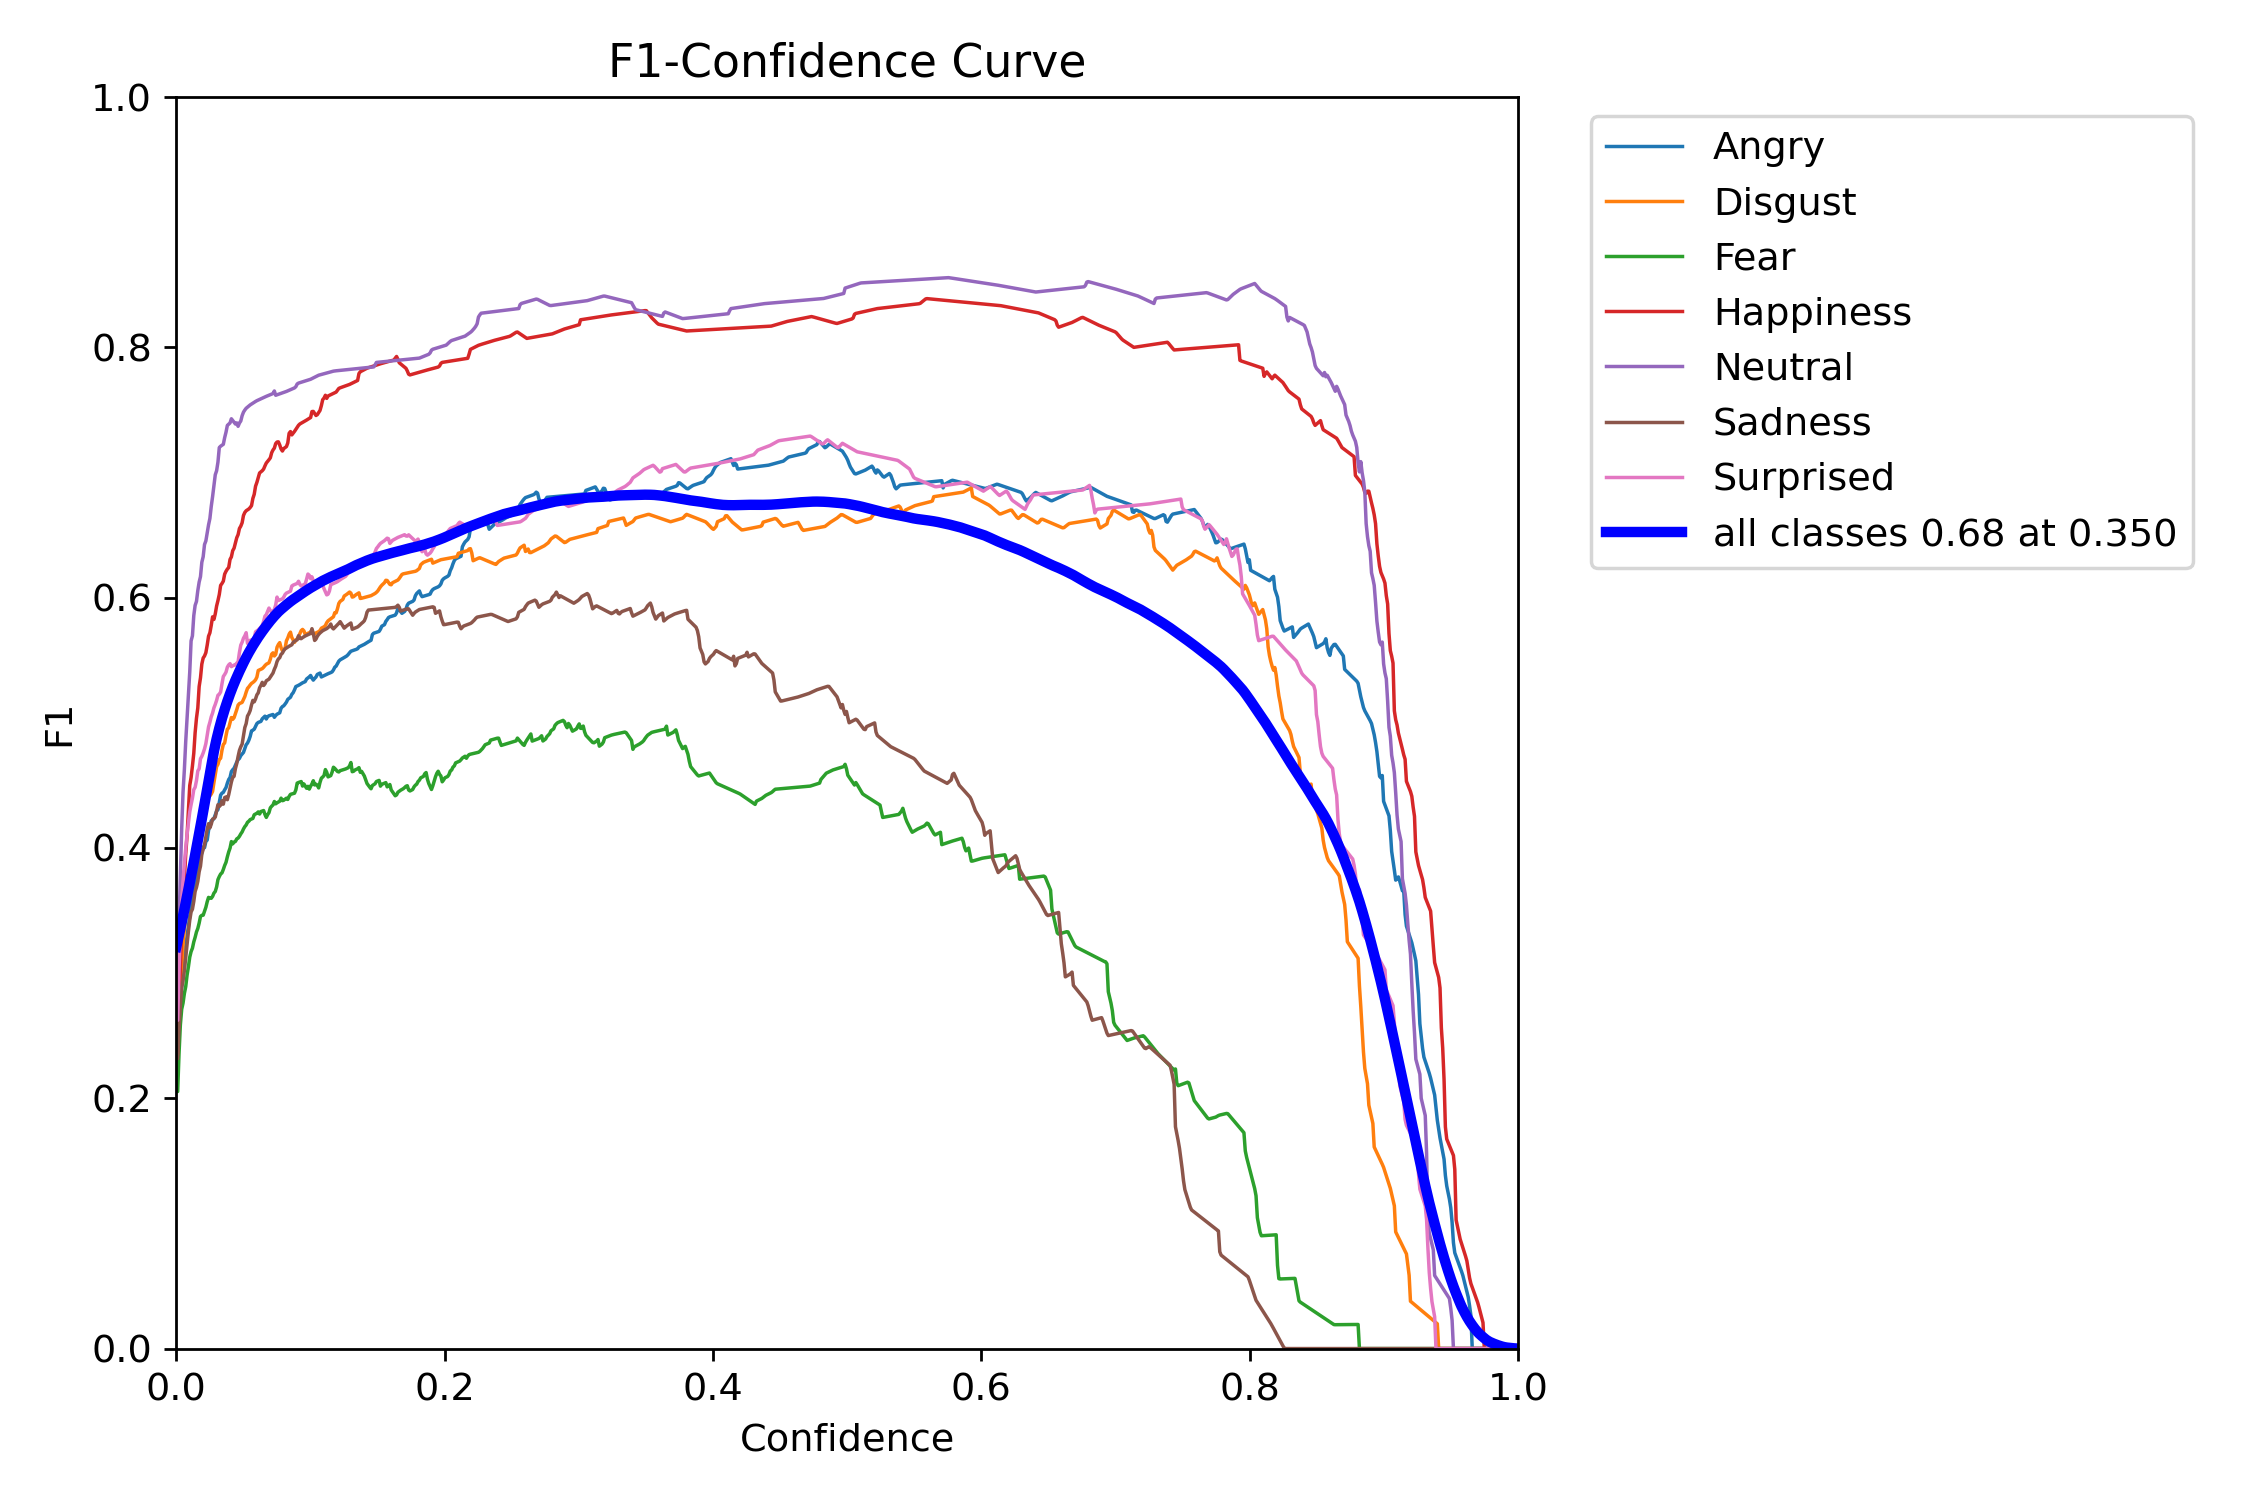 F1-Confidence Curve
1.0
0.8
0.6
0.4
0.2
0.0
F1
0.0 0.2 0.4 0.6 0.8 1.0
Confidence
Angry
Disgust
Fear
Happiness
Neutral
Sadness
Surprised
all classes 0.68 at 0.350